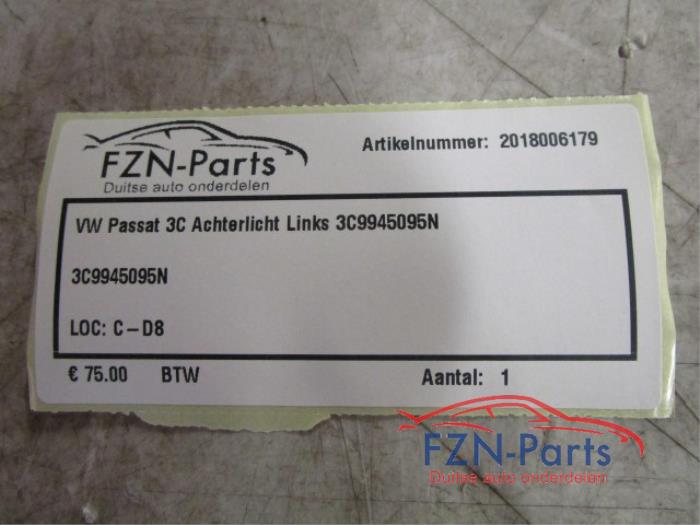 FZN-Parts
Duitse auto onderdelen
Artikelnummer: 2018006179
VW Passat 3C Achterlicht Links 3C9945095N
3C9945095N
LOC: C-D8
€ 75.00 BTW Aantal: 1
FZN-Parts
Duitse auto onderdelen